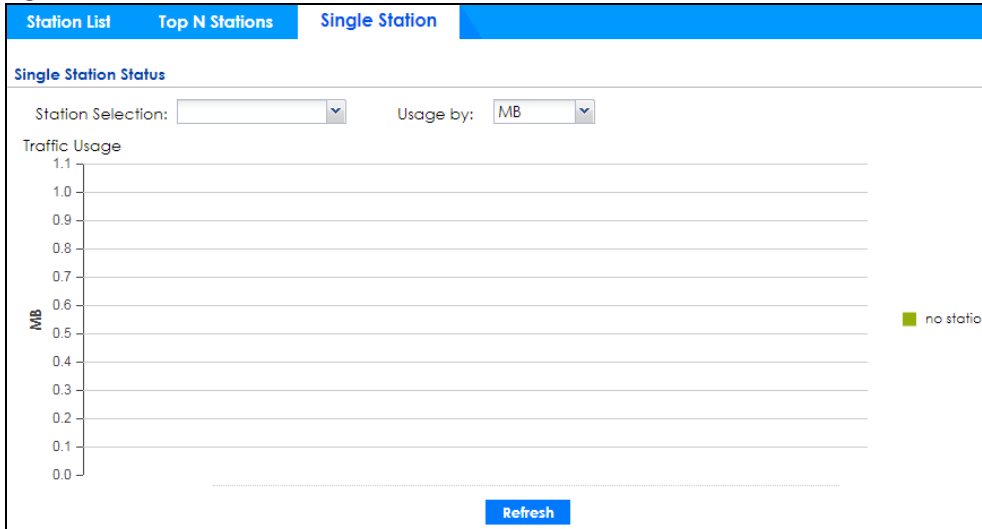 Station List Top N Stations Single Station
Single Station Status
Station Selection: Usage by: MB
Traffic Usage
1.1
1.0
0.9
0.8
0.7
0.6
0.5
0.4
0.3
0.2
0.1
0.0
MB
no statio
Refresh